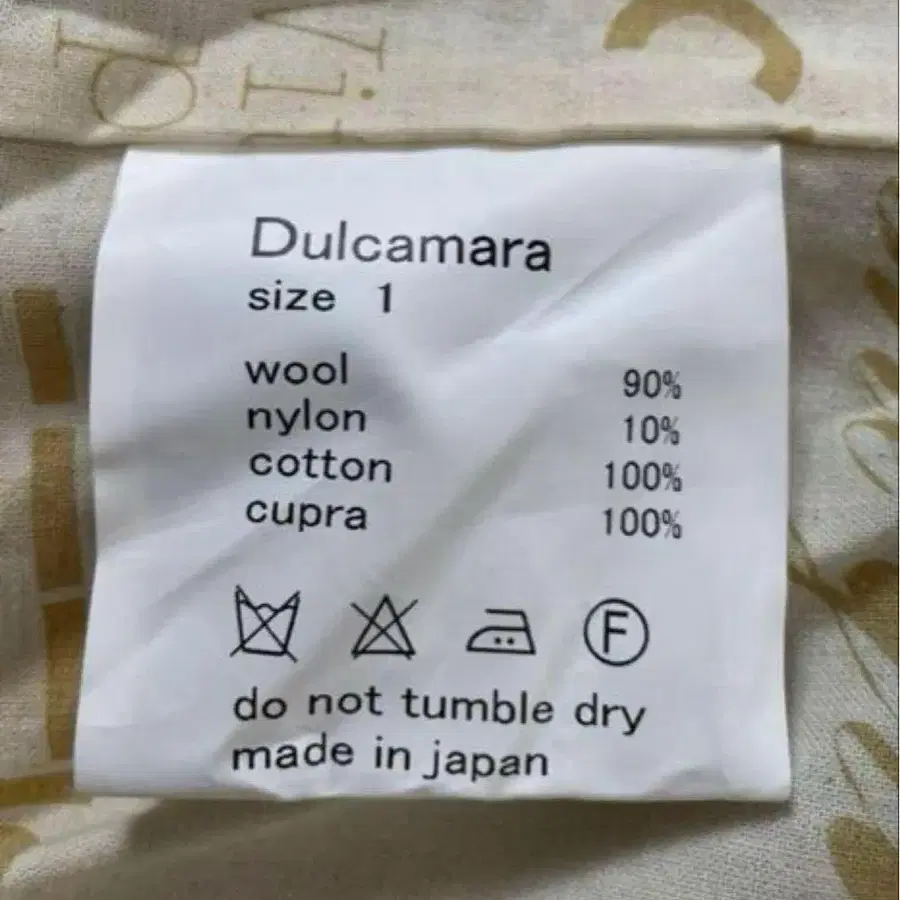 Dulcamara
size 1
wool 90%
nylon 10%
cotton 100%
cupra 100%
F
do not tumble dry
made in japan